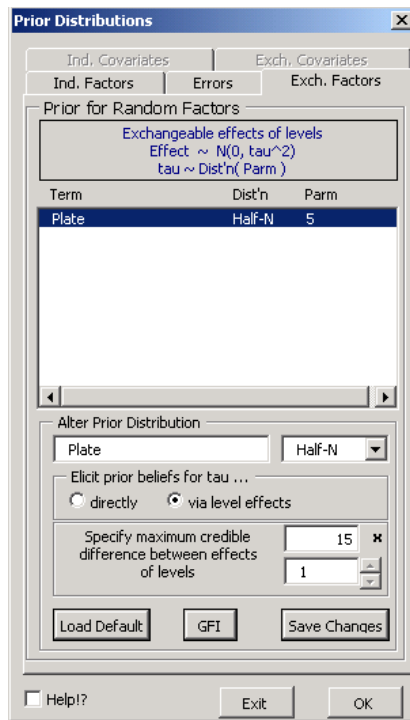 Prior Distributions
Ind. Covariates Exch. Covariates
Ind. Factors Errors Exch. Factors
Prior for Random Factors
Exchangeable effects of levels
Effect ~ N(0, tau^2)
tau ~ Dist'n( Parm )
Term Dist'n Parm
Plate Half-N 5
Alter Prior Distribution
Plate Half-N
Elicit prior beliefs for tau ...
directly via level effects
Specify maximum credible
difference between effects
of levels
15 x
1
Load Default GFI Save Changes
Help!? Exit OK